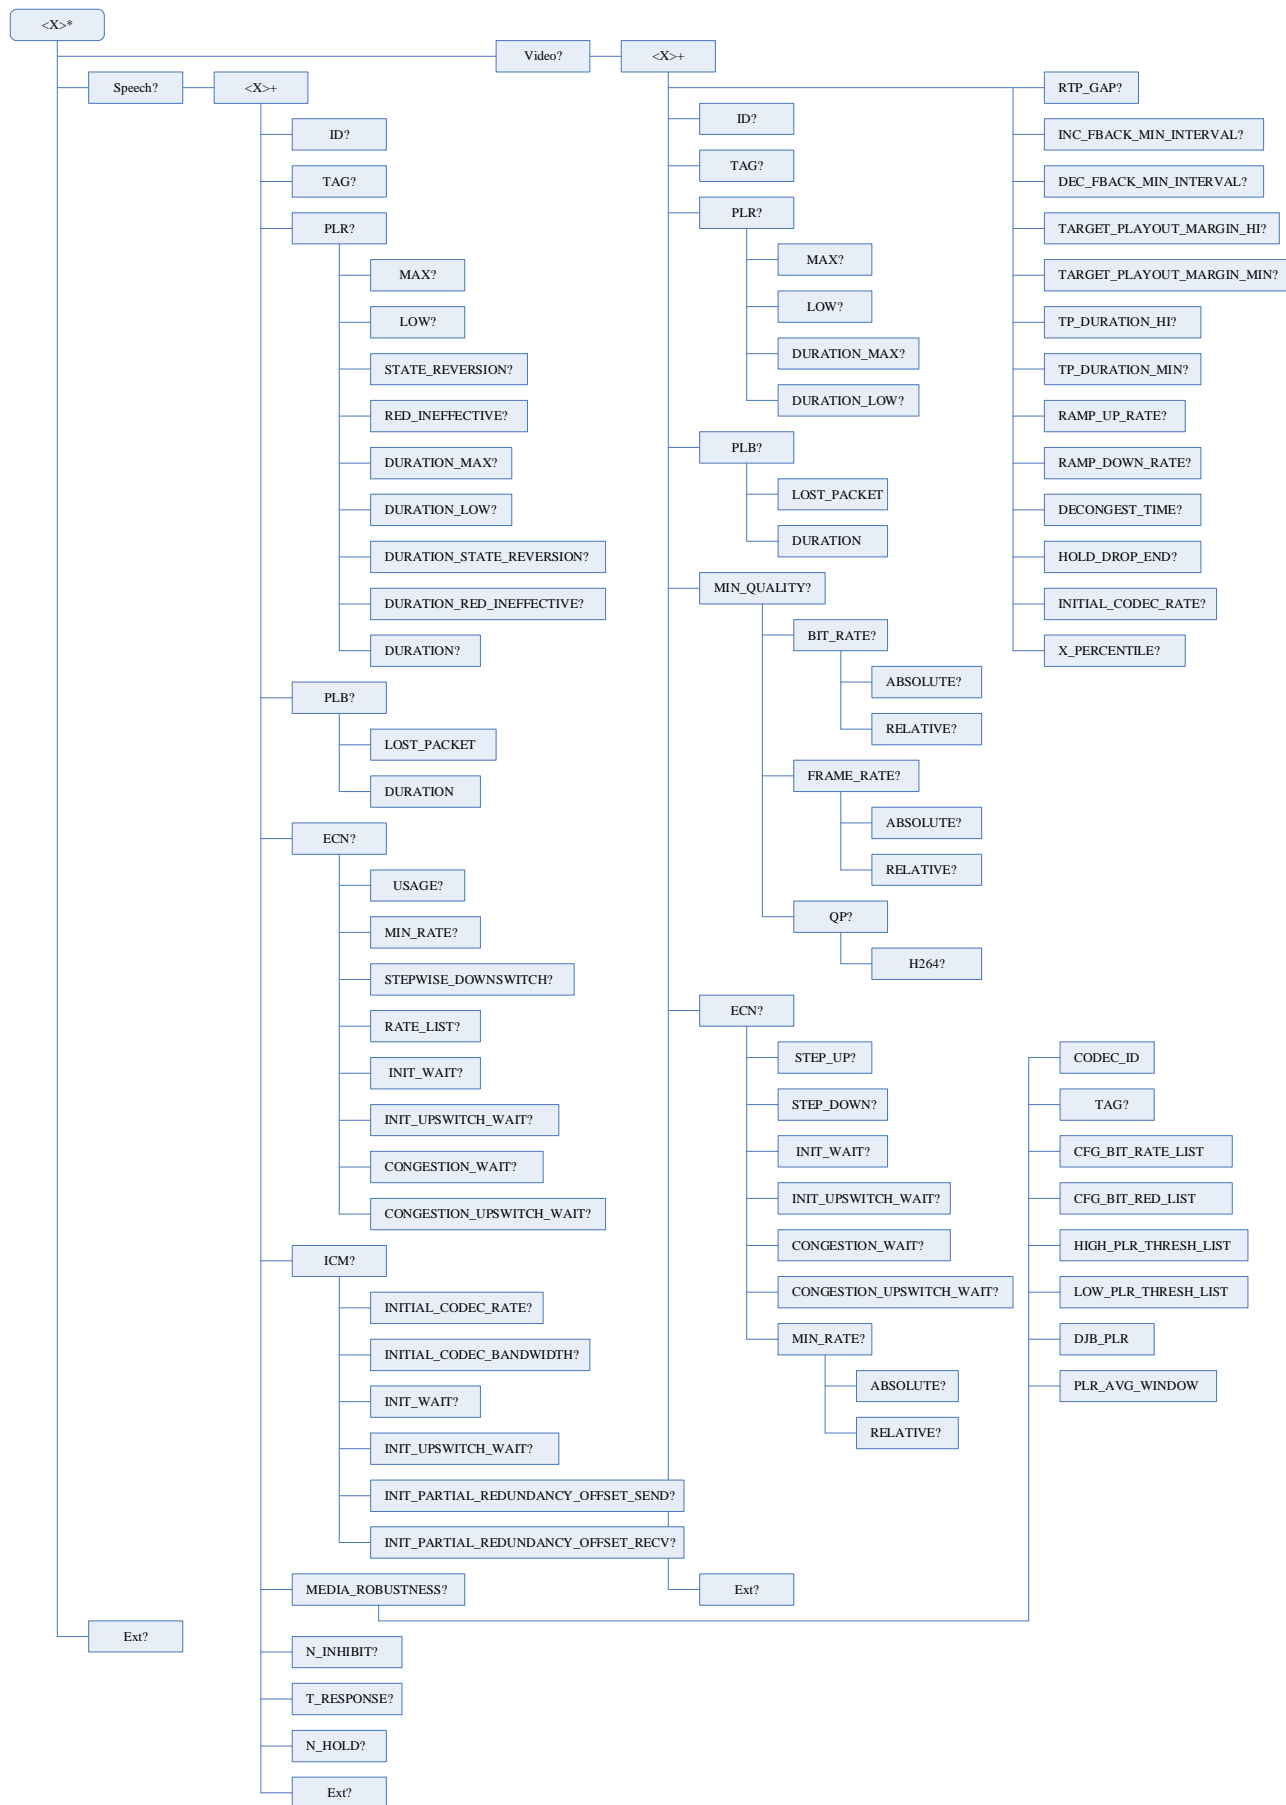 <X>*
Video?
<X>+
Speech?
<X>+
ID?
TAG?
PLR?
MAX?
LOW?
STATE_REVERSION?
RED_INEFFECTIVE?
DURATION_MAX?
DURATION_LOW?
DURATION_STATE_REVERSION?
DURATION_RED_INEFFECTIVE?
DURATION?
PLB?
LOST_PACKET
DURATION
ECN?
USAGE?
MIN_RATE?
STEPWISE_DOWNSWITCH?
RATE_LIST?
INIT_WAIT?
INIT_UPSWITCH_WAIT?
CONGESTION_WAIT?
CONGESTION_UPSWITCH_WAIT?
ICM?
INITIAL_CODEC_RATE?
INITIAL_CODEC_BANDWIDTH?
INIT_WAIT?
INIT_UPSWITCH_WAIT?
INIT_PARTIAL_REDUNDANCY_OFFSET_SEND?
INIT_PARTIAL_REDUNDANCY_OFFSET_RECV?
MEDIA_ROBUSTNESS?
N_INHIBIT?
T_RESPONSE?
N_HOLD?
Ext?
Ext?
ID?
TAG?
PLR?
MAX?
LOW?
DURATION_MAX?
DURATION_LOW?
PLB?
LOST_PACKET
DURATION
MIN_QUALITY?
BIT_RATE?
ABSOLUTE?
RELATIVE?
FRAME_RATE?
ABSOLUTE?
RELATIVE?
QP?
H264?
ECN?
STEP_UP?
STEP_DOWN?
INIT_WAIT?
INIT_UPSWITCH_WAIT?
CONGESTION_WAIT?
CONGESTION_UPSWITCH_WAIT?
MIN_RATE?
ABSOLUTE?
RELATIVE?
Ext?
RTP_GAP?
INC_FBACK_MIN_INTERVAL?
DEC_FBACK_MIN_INTERVAL?
TARGET_PLAYOUT_MARGIN_HI?
TARGET_PLAYOUT_MARGIN_MIN?
TP_DURATION_HI?
TP_DURATION_MIN?
RAMP_UP_RATE?
RAMP_DOWN_RATE?
DECONGEST_TIME?
HOLD_DROP_END?
INITIAL_CODEC_RATE?
X_PERCENTILE?
CODEC_ID
TAG?
CFG_BIT_RATE_LIST
CFG_BIT_RED_LIST
HIGH_PLR_THRESH_LIST
LOW_PLR_THRESH_LIST
DJB_PLR
PLR_AVG_WINDOW